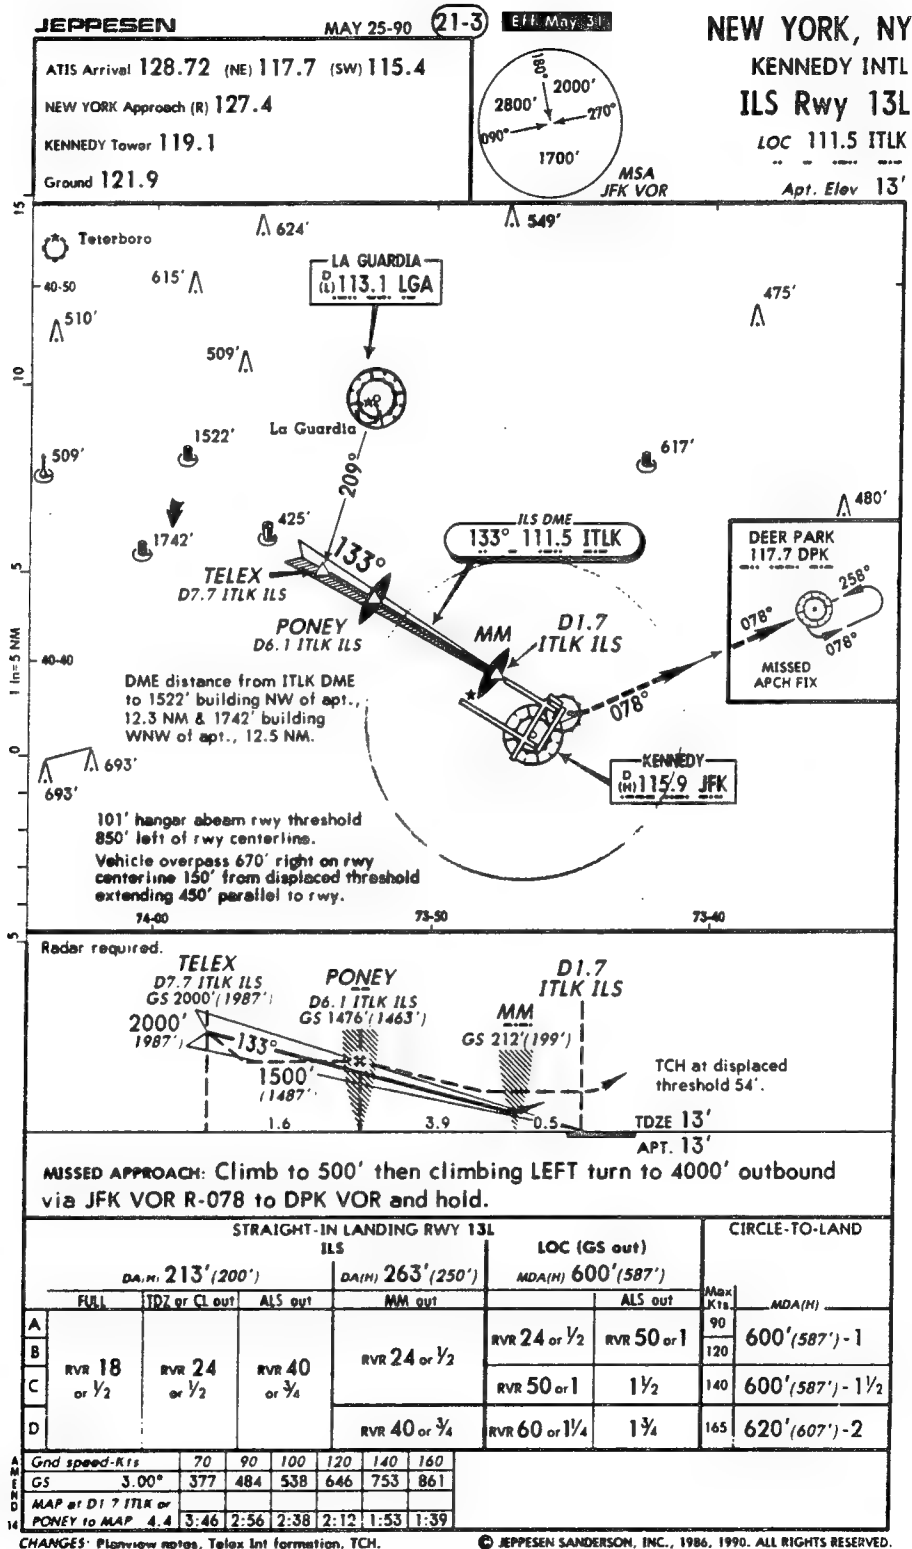 JEPPESEN MAY 25-90 21-3 Eff May 31
NEW YORK, NY
KENNEDY INTL
ILS Rwy 13L
LOC 111.5 ITLK
Apt. Elev 13'
ATIS Arrival 128.72 (NE) 117.7 (SW) 115.4
NEW YORK Approach (R) 127.4
KENNEDY Tower 119.1
Ground 121.9
180°
2000'
2800'
270°
090°
1700'
MSA
JFK VOR
15
624'
549'
Teterboro
LA GUARDIA
D
(L) 113.1 LGA
615'
40-50
475'
510'
509'
10
La Guardia
1522'
617'
509'
209°
480'
425'
1742'
ILS DME
133° 111.5 ITLK
133°
DEER PARK
117.7 DPK
258°
078°
078°
MISSED
APCH FIX
5
TELEX
D7.7 ITLK ILS
PONEY
D6.1 ITLK ILS
MM
D1.7
ITLK ILS
40-40
1 In=5 NM
DME distance from ITLK DME
to 1522' building NW of apt.,
12.3 NM & 1742' building
WNW of apt., 12.5 NM.
078°
0
693'
693'
KENNEDY
D
(H) 115.9 JFK
101' hangar abeam rwy threshold
850' left of rwy centerline.
Vehicle overpass 670' right on rwy
centerline 150' from displaced threshold
extending 450' parallel to rwy.
74-00 73-50 73-40
5
Radar required.
TELEX
D7.7 ITLK ILS
GS 2000'(1987')
2000'
1987')
133°
PONEY
D6.1 ITLK ILS
GS 1476'(1463')
1500'
(1487'
MM
GS 212'(199')
D1.7
ITLK ILS
TCH at displaced
threshold 54'.
1.6 3.9 0.5
TDZE 13'
APT. 13'
MISSED APPROACH: Climb to 500' then climbing LEFT turn to 4000' outbound
via JFK VOR R-078 to DPK VOR and hold.
STRAIGHT-IN LANDING RWY 13L CIRCLE-TO-LAND
ILS LOC (GS out)
DA(H) 213'(200') DA(H) 263'(250') MDA(H) 600'(587')
FULL TDZ or CL out ALS out MM out ALS out Max Kts. MDA(H)
A
B
C
D
RVR 18 or ½
RVR 24 or ½
RVR 40 or ¾
RVR 24 or ½
RVR 40 or ¾
RVR 24 or ½ RVR 50 or 1
RVR 50 or 1 1½
RVR 60 or 1¼ 1¾
90
120
600'(587')-1
140 600'(587')-1½
165 620'(607')-2
AMEND 14
Gnd speed-Kts 70 90 100 120 140 160
GS 3.00° 377 484 538 646 753 861
MAP at D1 7 ITLK or
PONEY to MAP 4.4 3:46 2:56 2:38 2:12 1:53 1:39
CHANGES: Planview notes, Telex Int formation, TCH. © JEPPESEN SANDERSON, INC., 1986, 1990. ALL RIGHTS RESERVED.